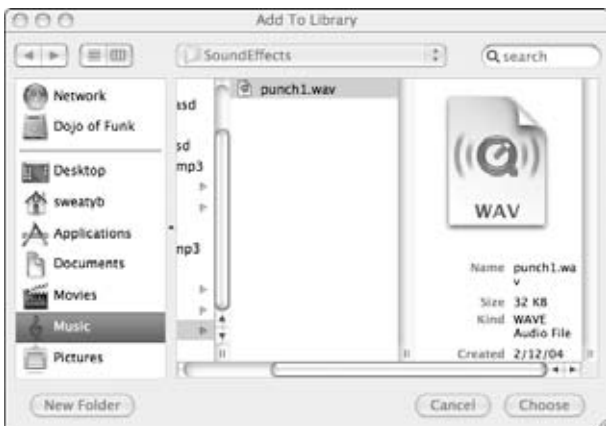 Add To Library
SoundEffects
search
Network
Dojo of Funk
Desktop
sweatyb
Applications
Documents
Movies
Music
Pictures
asd
sd
mp3
np3
punch1.wav
WAV
Name punch1.wa
v
Size 32 KB
Kind WAVE
Audio File
Created 2/12/04
New Folder
Cancel
Choose